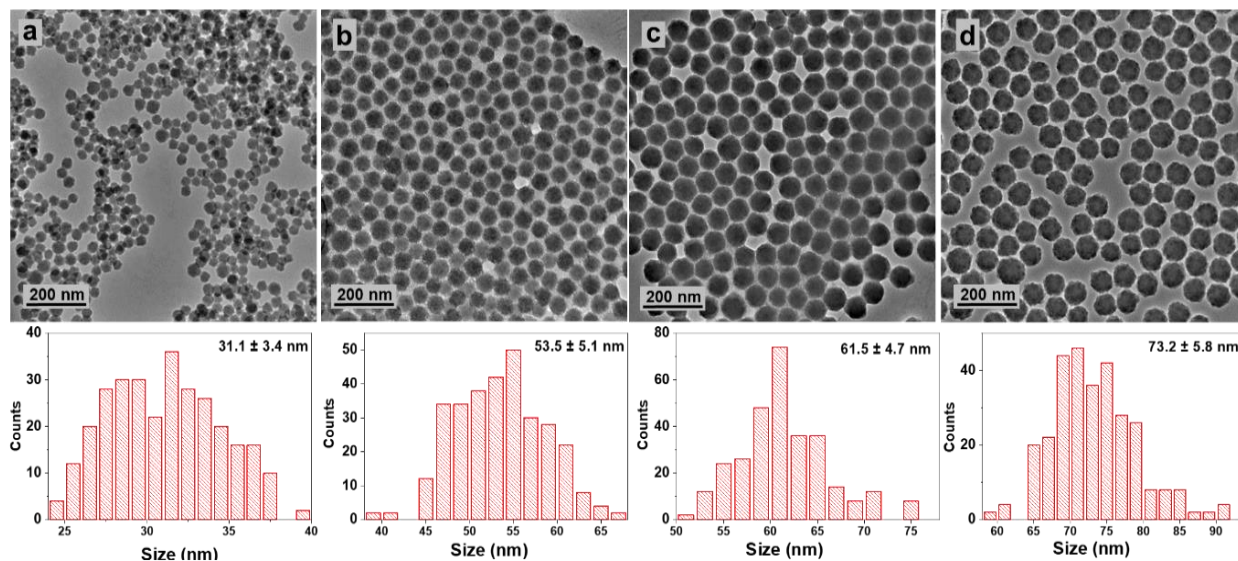 a
b
c
d
200 nm
200 nm
200 nm
200 nm
31.1 ± 3.4 nm
Counts
40
30
20
10
0
25 30 35 40
Size (nm)
53.5 ± 5.1 nm
Counts
50
40
30
20
10
0
40 45 50 55 60 65
Size (nm)
61.5 ± 4.7 nm
Counts
80
60
40
20
0
50 55 60 65 70 75
Size (nm)
73.2 ± 5.8 nm
Counts
40
20
0
60 65 70 75 80 85 90
Size (nm)